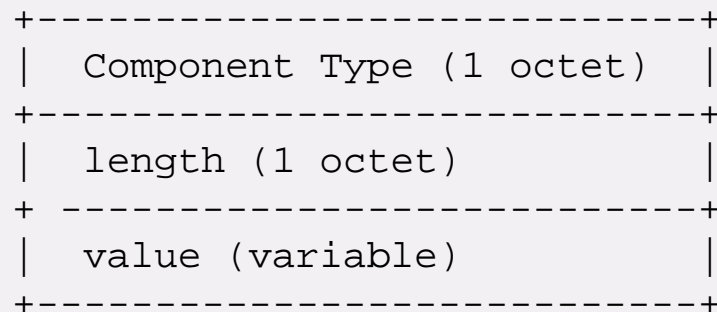 +----------------------------+
|  Component Type (1 octet)  |
+----------------------------+
|  length (1 octet)          |
+ ---------------------------+
|  value (variable)          |
+----------------------------+